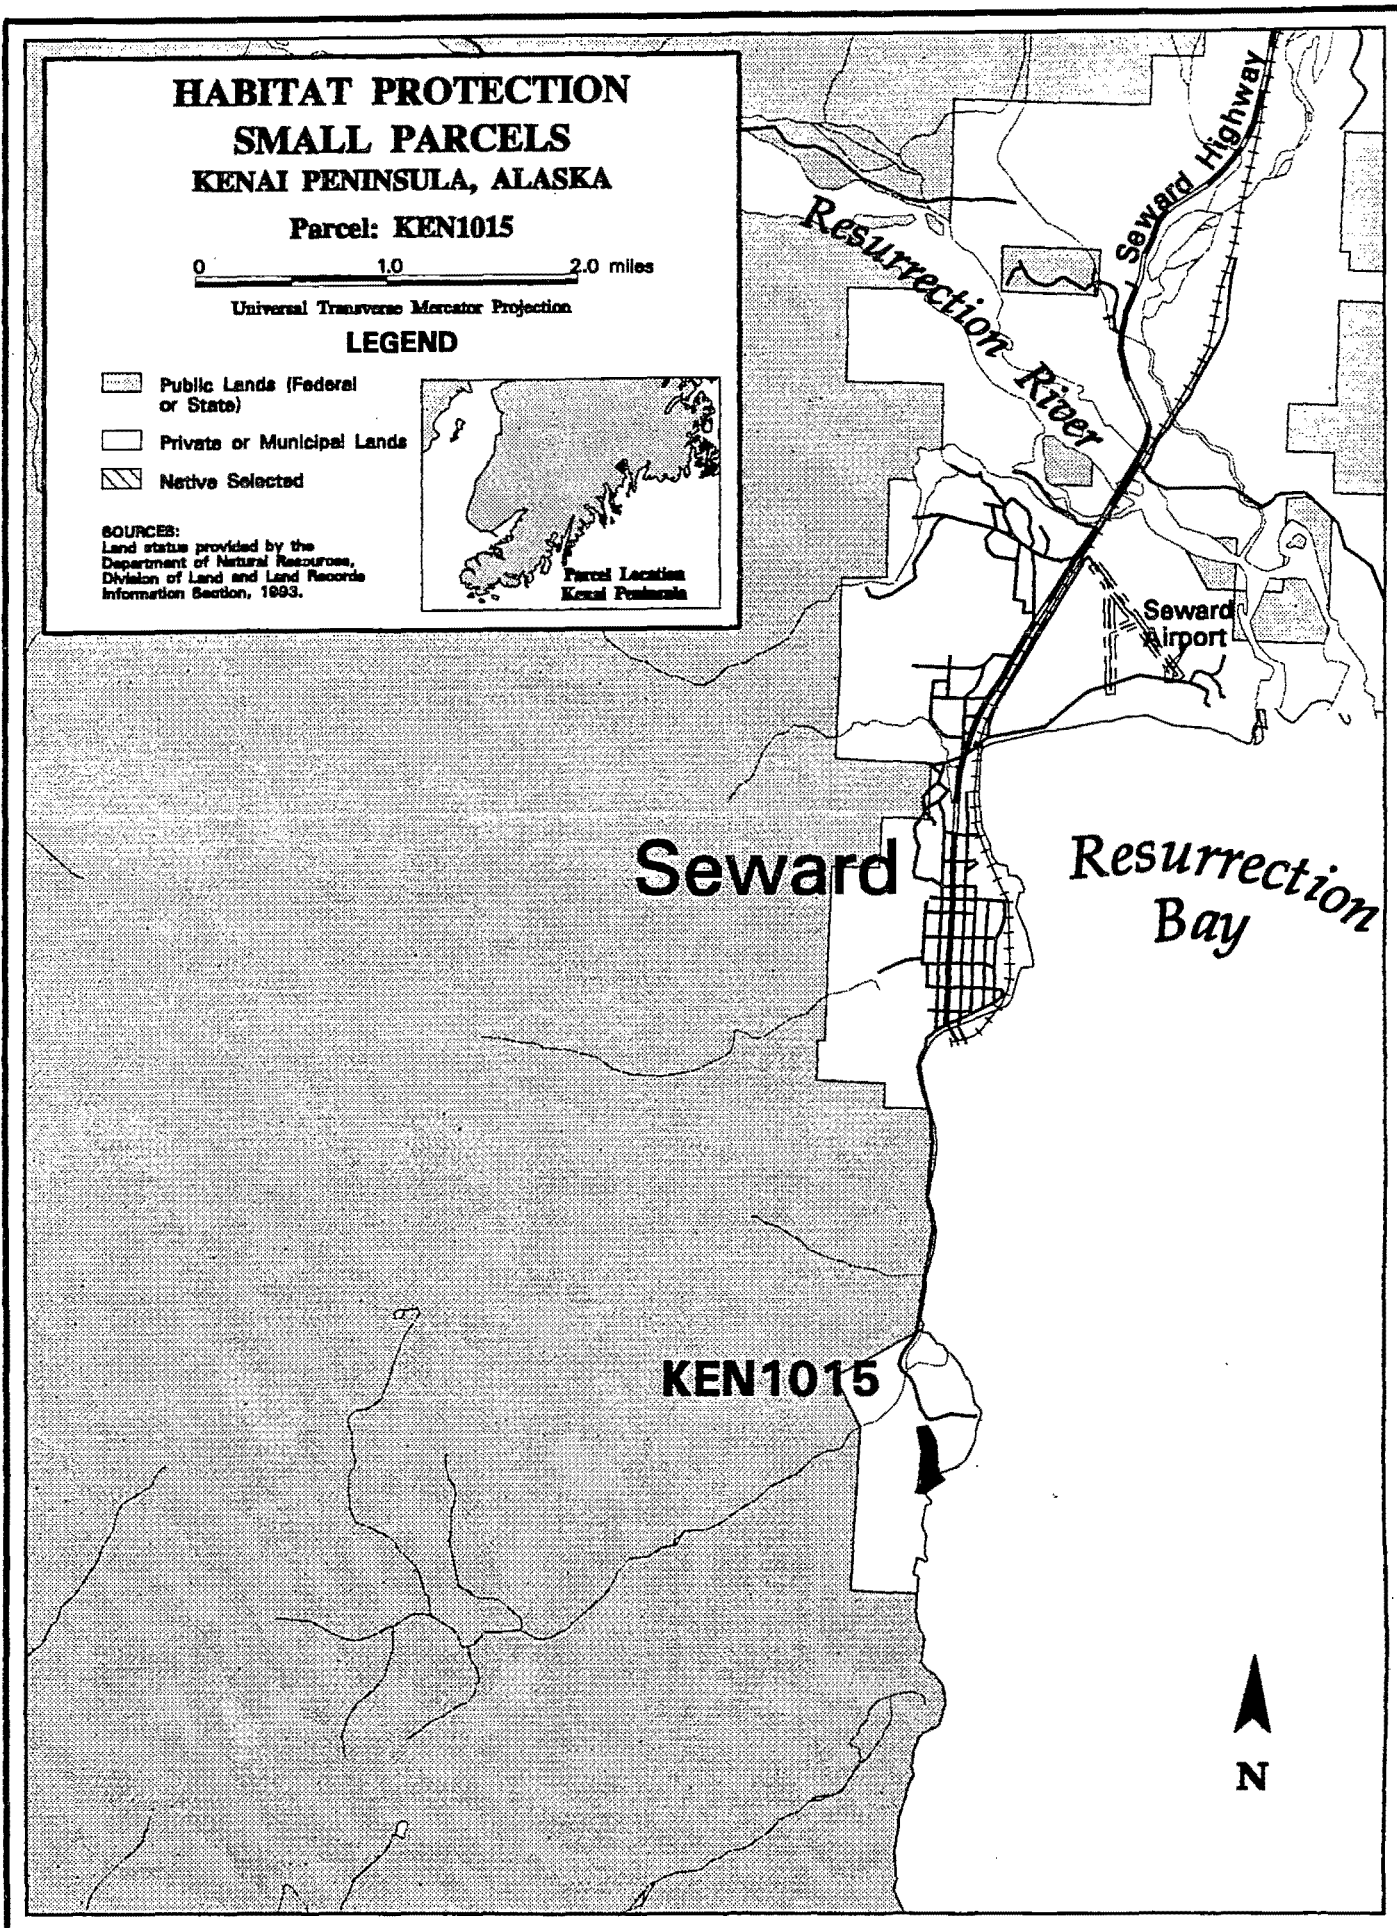 HABITAT PROTECTION
SMALL PARCELS
KENAI PENINSULA, ALASKA
Parcel: KEN1015
0 1.0 2.0 miles
Universal Transverse Mercator Projection
LEGEND
Public Lands (Federal
or State)
Private or Municipal Lands
Native Selected
SOURCES:
Land status provided by the
Department of Natural Resources,
Division of Land and Land Records
Information Section, 1993.
Parcel Location
Kenai Peninsula
Seward Highway
Resurrection River
Seward
Airport
Seward
Resurrection
Bay
KEN1015
N